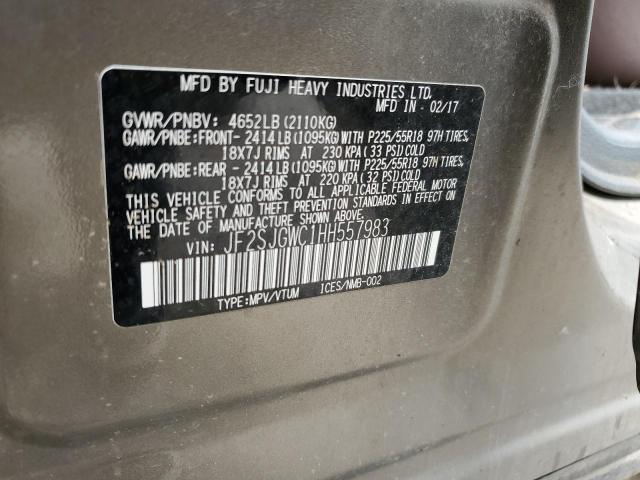 MFD BY FUJI HEAVY INDUSTRIES LTD.
MFD IN- 02/17
GVWR/PNBV: 4652LB(2110KG)
GAWR/PNBE:FRONT- 2414LB(1095KG)WITH P225/55R18 97H TIRES,
18X7J RIMS AT 230 KPA(33 PSI)COLD
GAWR/PNBE:REAR - 2414LB(1095KG)WITH P225/55R18 97H TIRES,
18X7J RIMS AT 220 KPA(32 PSI)COLD
THIS VEHICLE CONFORMS TO ALL APPLICABLE FEDERAL MOTOR
VEHICLE SAFETY AND THEFT PREVENTION STANDARDS IN EFFECT ON
THE DATE OF MANUFACTURE SHOWN ABOVE.
VIN: JF2SJGWC1HH557983
TYPE:MPV/VTUM ICES/NMB-002